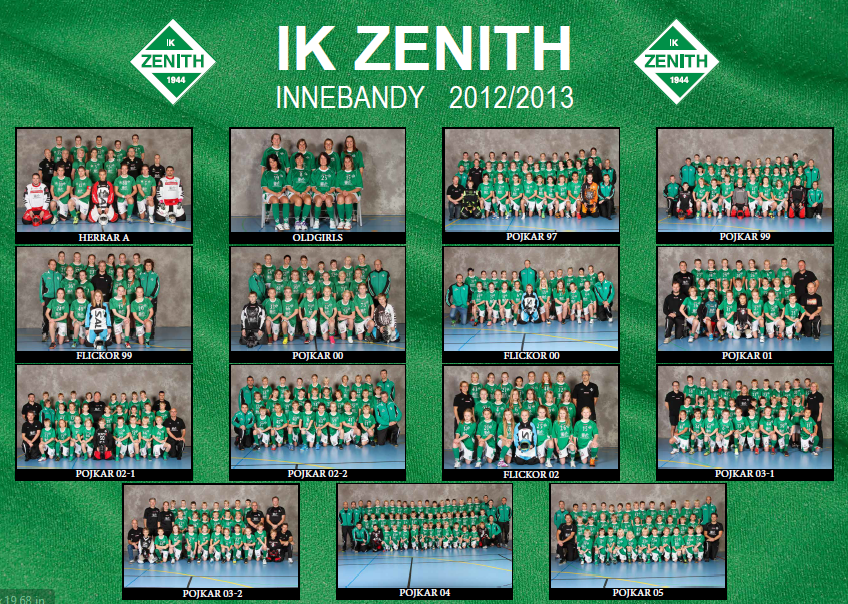 IK
ZENITH
1944
IK ZENITH
INNEBANDY 2012/2013
IK
ZENITH
1944
HERRAR A
OLDGIRLS
POJKAR 97
POJKAR 99
FLICKOR 99
POJKAR 00
FLICKOR 00
POJKAR 01
POJKAR 02-1
POJKAR 02-2
FLICKOR 02
POJKAR 03-1
POJKAR 03-2
POJKAR 04
POJKAR 05
19,68 in